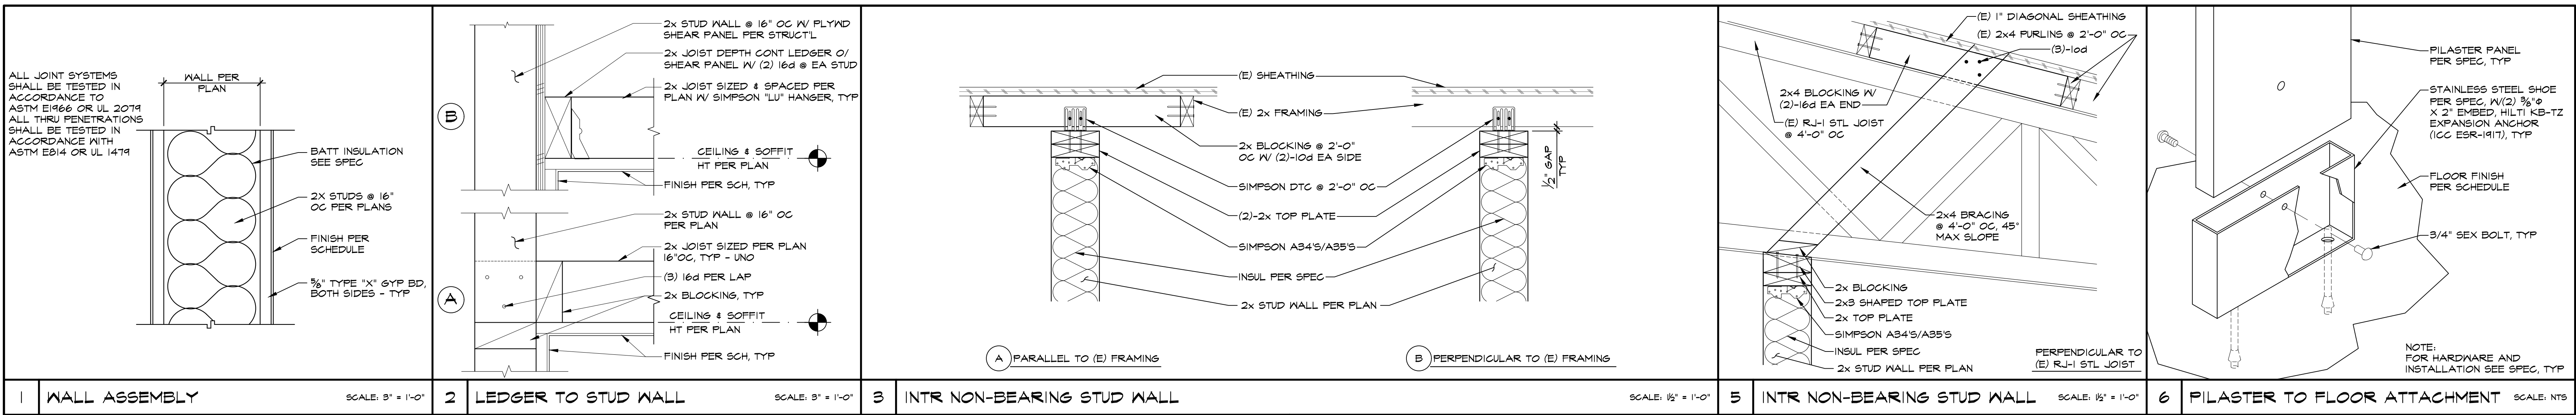 ALL JOINT SYSTEMS
SHALL BE TESTED IN
ACCORDANCE TO
ASTM E1966 OR UL 2079
ALL THRU PENETRATIONS
SHALL BE TESTED IN
ACCORDANCE WITH
ASTM E814 OR UL 1479
WALL PER
PLAN
BATT INSULATION
SEE SPEC
2X STUDS @ 16"
OC PER PLANS
FINISH PER
SCHEDULE
5/8" TYPE "X" GYP BD,
BOTH SIDES - TYP
1 WALL ASSEMBLY SCALE: 3" = 1'-0"
2x STUD WALL @ 16" OC W/ PLYWD
SHEAR PANEL PER STRUCT'L
2x JOIST DEPTH CONT LEDGER O/
SHEAR PANEL W/ (2) 16d @ EA STUD
2x JOIST SIZED & SPACED PER
PLAN W/ SIMPSON "LU" HANGER, TYP
B
CEILING & SOFFIT
HT PER PLAN
FINISH PER SCH, TYP
2x STUD WALL @ 16" OC
PER PLAN
2x JOIST SIZED PER PLAN
16"OC, TYP - UNO
(3) 16d PER LAP
A
2x BLOCKING, TYP
CEILING & SOFFIT
HT PER PLAN
FINISH PER SCH, TYP
2 LEDGER TO STUD WALL SCALE: 3" = 1'-0"
(E) SHEATHING
(E) 2x FRAMING
2x BLOCKING @ 2'-0"
OC W/ (2)-10d EA SIDE
SIMPSON DTC @ 2'-0" OC
(2)-2x TOP PLATE
SIMPSON A34'S/A35'S
INSUL PER SPEC
2x STUD WALL PER PLAN
1/2" GAP
TYP
A PARALLEL TO (E) FRAMING
B PERPENDICULAR TO (E) FRAMING
3 INTR NON-BEARING STUD WALL SCALE: 1½" = 1'-0"
(E) 1" DIAGONAL SHEATHING
(E) 2x4 PURLINS @ 2'-0" OC
(3)-10d
2x4 BLOCKING W/
(2)-16d EA END
(E) RJ-1 STL JOIST
@ 4'-0" OC
2x4 BRACING
@ 4'-0" OC, 45°
MAX SLOPE
2x BLOCKING
2x3 SHAPED TOP PLATE
2x TOP PLATE
SIMPSON A34'S/A35'S
INSUL PER SPEC
2x STUD WALL PER PLAN
PERPENDICULAR TO
(E) RJ-1 STL JOIST
5 INTR NON-BEARING STUD WALL SCALE: 1½" = 1'-0"
PILASTER PANEL
PER SPEC, TYP
STAINLESS STEEL SHOE
PER SPEC, W/(2) 3/8"Φ
X 2" EMBED, HILTI KB-TZ
EXPANSION ANCHOR
(ICC ESR-1917), TYP
FLOOR FINISH
PER SCHEDULE
3/4" SEX BOLT, TYP
NOTE:
FOR HARDWARE AND
INSTALLATION SEE SPEC, TYP
6 PILASTER TO FLOOR ATTACHMENT SCALE: NTS